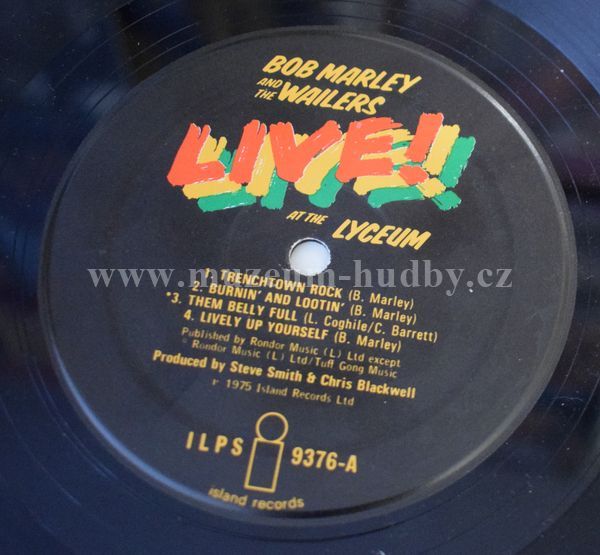 BOB MARLEY
AND THE WAILERS
LIVE!
AT THE LYCEUM
www.muzeum-hudby.cz
1. TRENCHTOWN ROCK (B. Marley)
2. BURNIN' AND LOOTIN' (B. Marley)
*3. THEM BELLY FULL (L. Coghile/C. Barrett)
4. LIVELY UP YOURSELF (B. Marley)
Published by Rondor Music (L) Ltd except
* Rondor Music (L) Ltd/Tuff Gong Music
Produced by Steve Smith & Chris Blackwell
P 1975 Island Records Ltd
ILPS 9376-A
island records